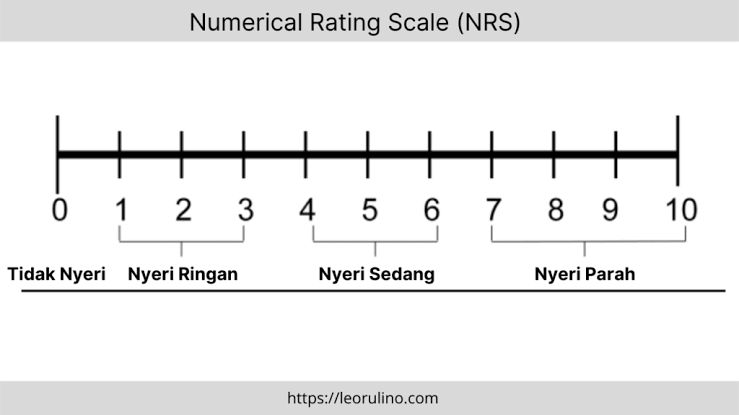 Numerical Rating Scale (NRS)
0 1 2 3 4 5 6 7 8 9 10
Tidak Nyeri Nyeri Ringan Nyeri Sedang Nyeri Parah
https://leorulino.com